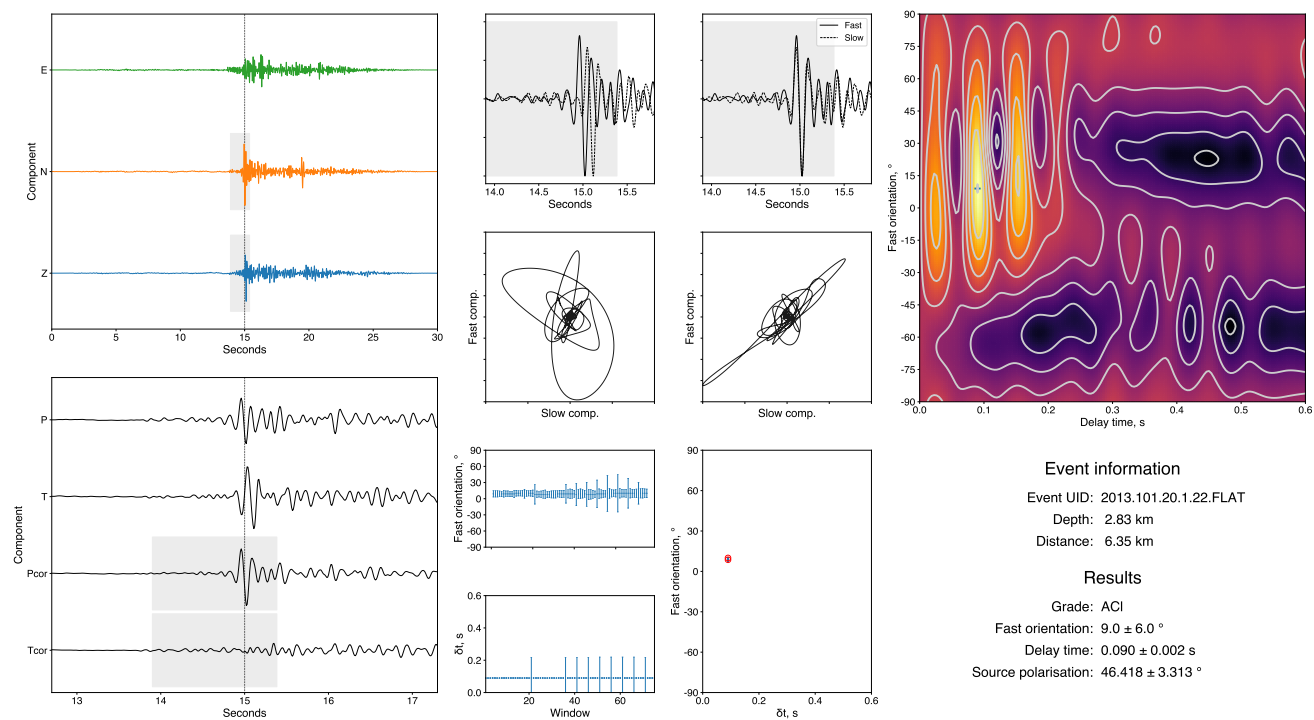 E
N
Z
Component
0 5 10 15 20 25 30
Seconds
P
T
Pcor
Tcor
Component
13 14 15 16 17
Seconds
14.0 14.5 15.0 15.5
Seconds
Fast
Slow
14.0 14.5 15.0 15.5
Seconds
Fast comp.
Slow comp.
Fast comp.
Slow comp.
90
60
30
0
-30
-60
-90
Fast orientation, °
0.6
0.4
0.2
0.0
δt, s
20 40 60
Window
90
60
30
0
-30
-60
-90
Fast orientation, °
0.0 0.2 0.4 0.6
δt, s
90
75
60
45
30
15
0
-15
-30
-45
-60
-75
-90
Fast orientation, °
0.0 0.1 0.2 0.3 0.4 0.5 0.6
Delay time, s
Event information
Event UID: 2013.101.20.1.22.FLAT
Depth: 2.83 km
Distance: 6.35 km
Results
Grade: ACl
Fast orientation: 9.0 ± 6.0 °
Delay time: 0.090 ± 0.002 s
Source polarisation: 46.418 ± 3.313 °